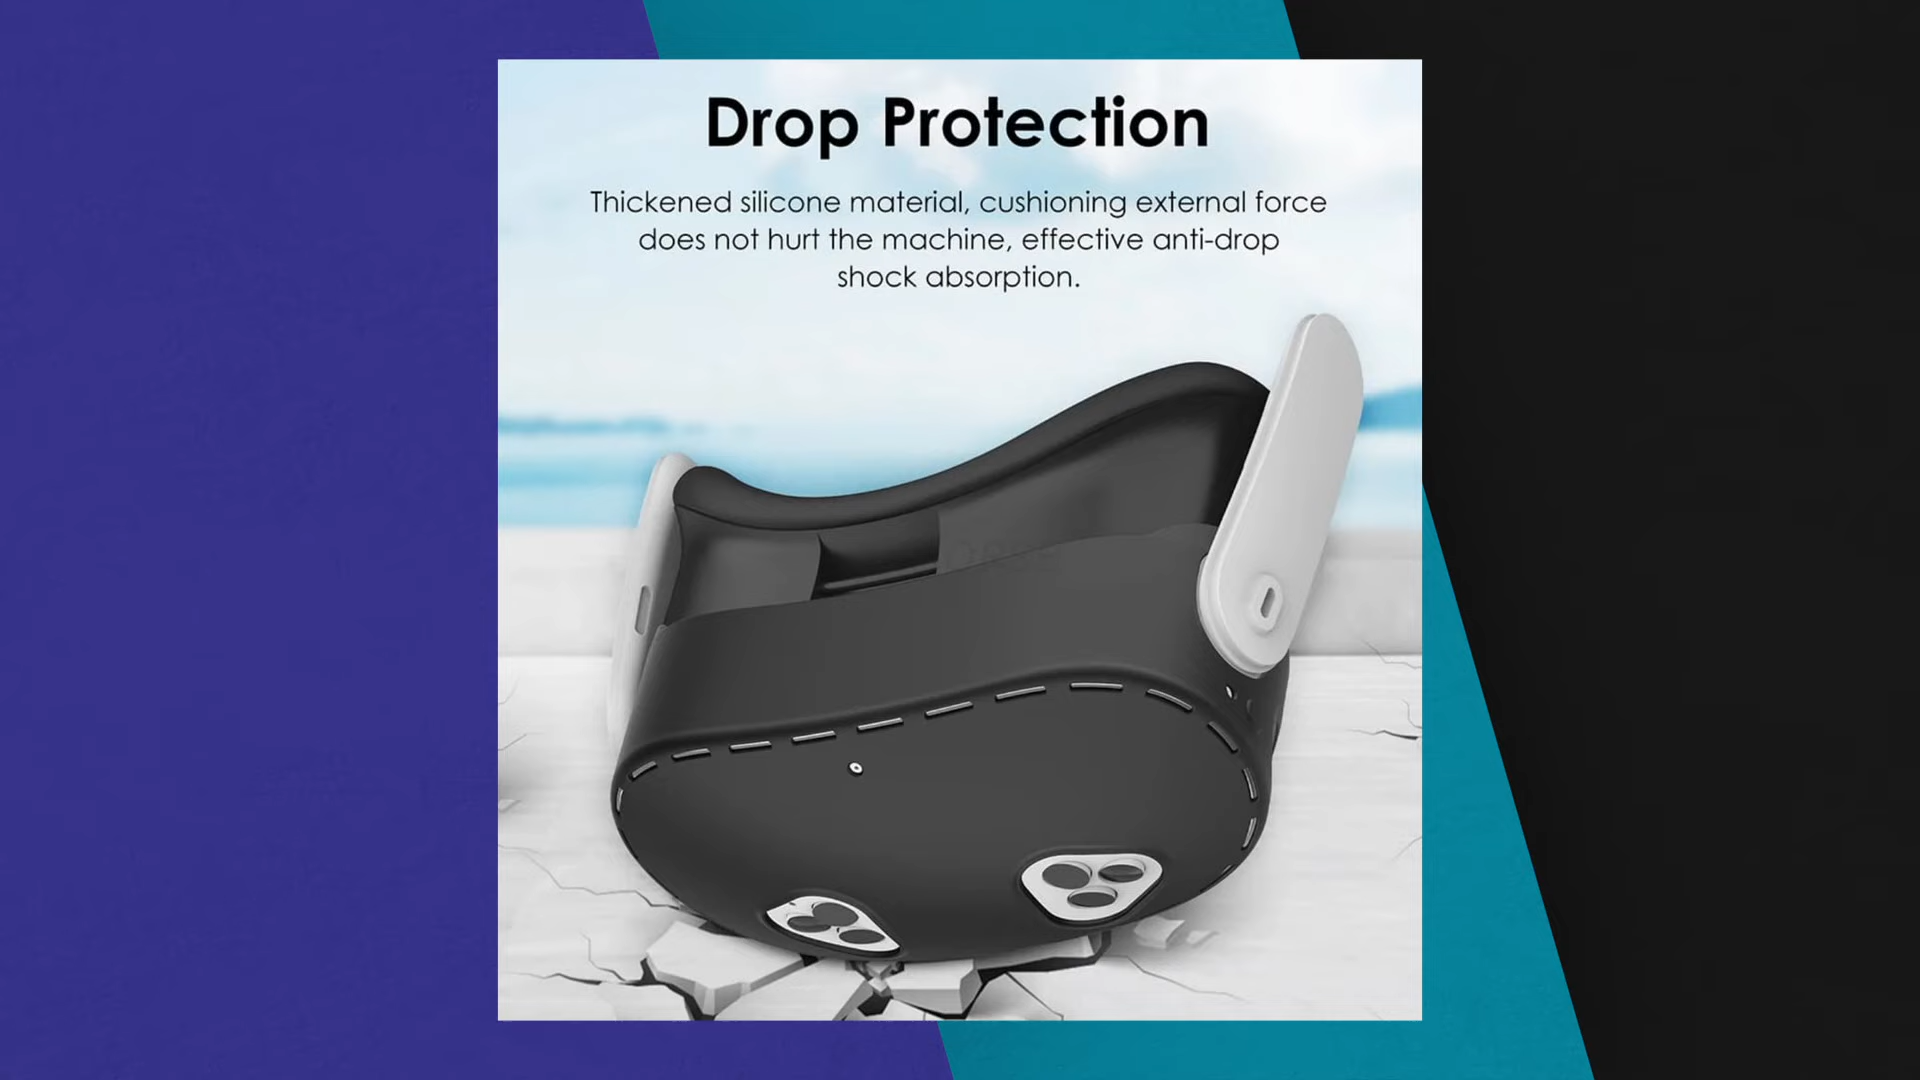 Drop Protection
Thickened silicone material, cushioning external force
does not hurt the machine, effective anti-drop
shock absorption.